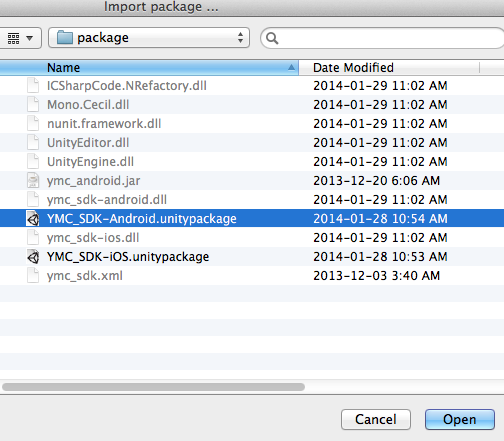 Import package ...
package
Name Date Modified
ICSharpCode.NRefactory.dll 2014-01-29 11:02 AM
Mono.Cecil.dll 2014-01-29 11:02 AM
nunit.framework.dll 2014-01-29 11:02 AM
UnityEditor.dll 2014-01-29 11:02 AM
UnityEngine.dll 2014-01-29 11:02 AM
ymc_android.jar 2013-12-20 6:06 AM
ymc_sdk-android.dll 2014-01-29 11:02 AM
YMC_SDK-Android.unitypackage 2014-01-28 10:54 AM
ymc_sdk-ios.dll 2014-01-29 11:02 AM
YMC_SDK-iOS.unitypackage 2014-01-28 10:53 AM
ymc_sdk.xml 2013-12-03 3:40 AM
Cancel Open